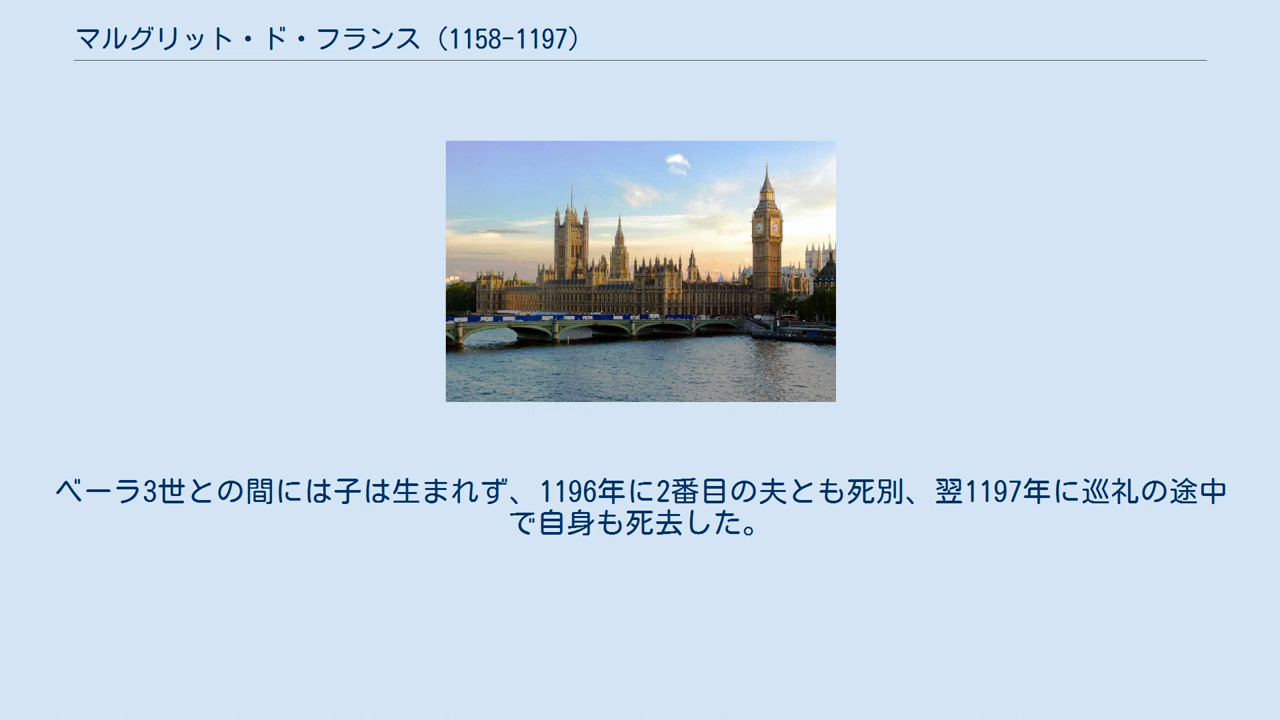 マルグリット・ド・フランス（1158-1197）
ベーラ3世との間には子は生まれず、1196年に2番目の夫とも死別、翌1197年に巡礼の途中
で自身も死去した。